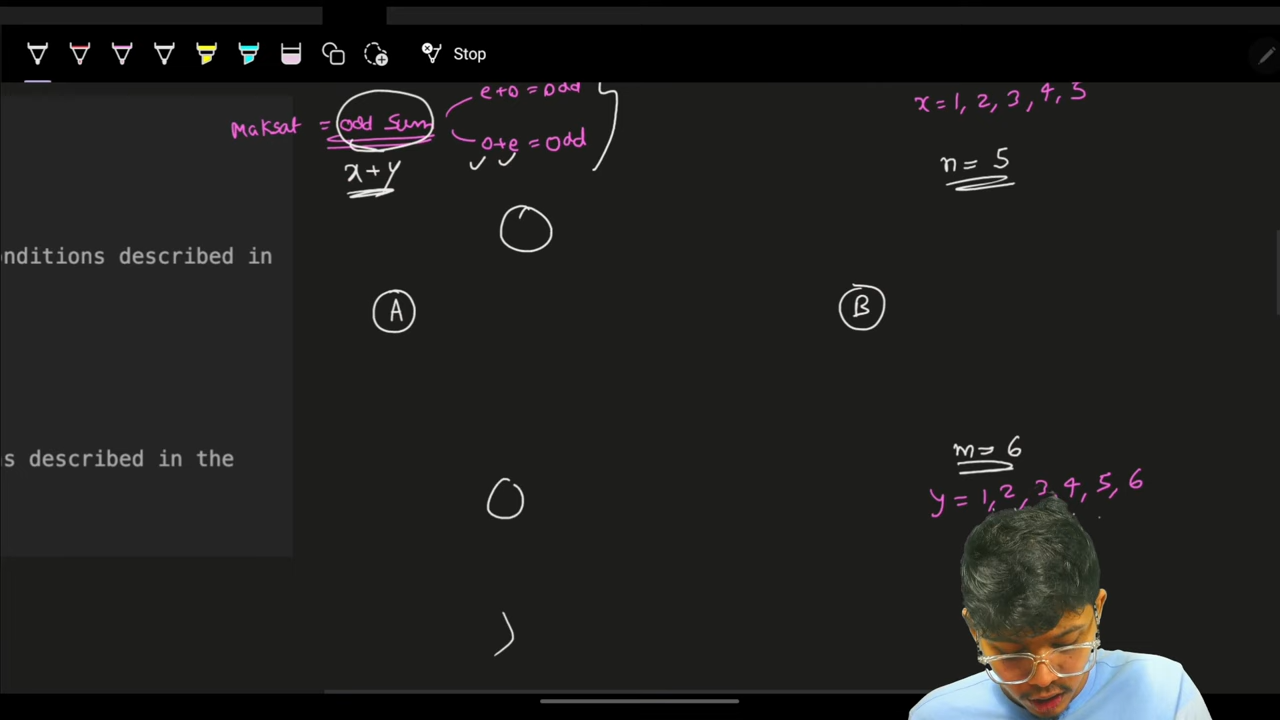 Stop
e+o = odd
x = 1, 2, 3, 4, 5
Maksat = odd sum
o+e = odd
x+y
n = 5
onditions described in
A
B
m = 6
s described in the
y = 1, 2, 3, 4, 5, 6